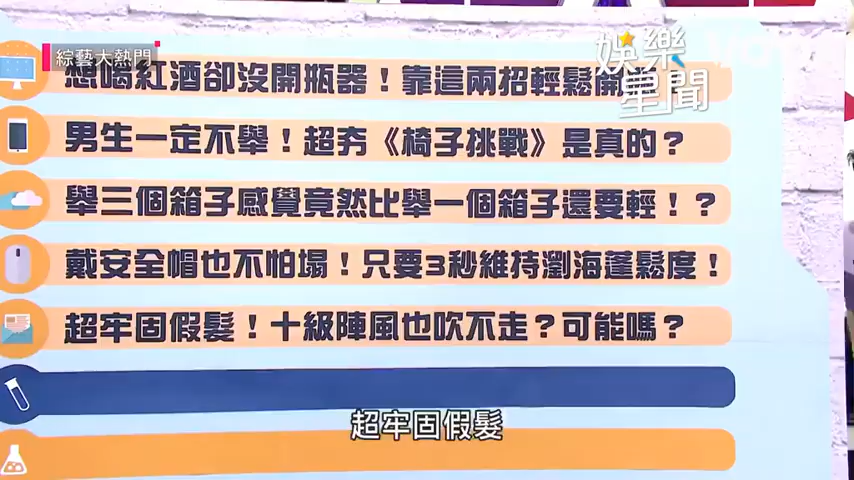 綜藝大熱門
娛樂
星聞
想喝紅酒卻沒開瓶器！靠這兩招輕鬆開
男生一定不舉！超夯《椅子挑戰》是真的？
舉三個箱子感覺竟然比舉一個箱子還要輕！？
戴安全帽也不怕塌！只要3秒維持瀏海蓬鬆度！
超牢固假髮！十級陣風也吹不走？可能嗎？
超牢固假髮